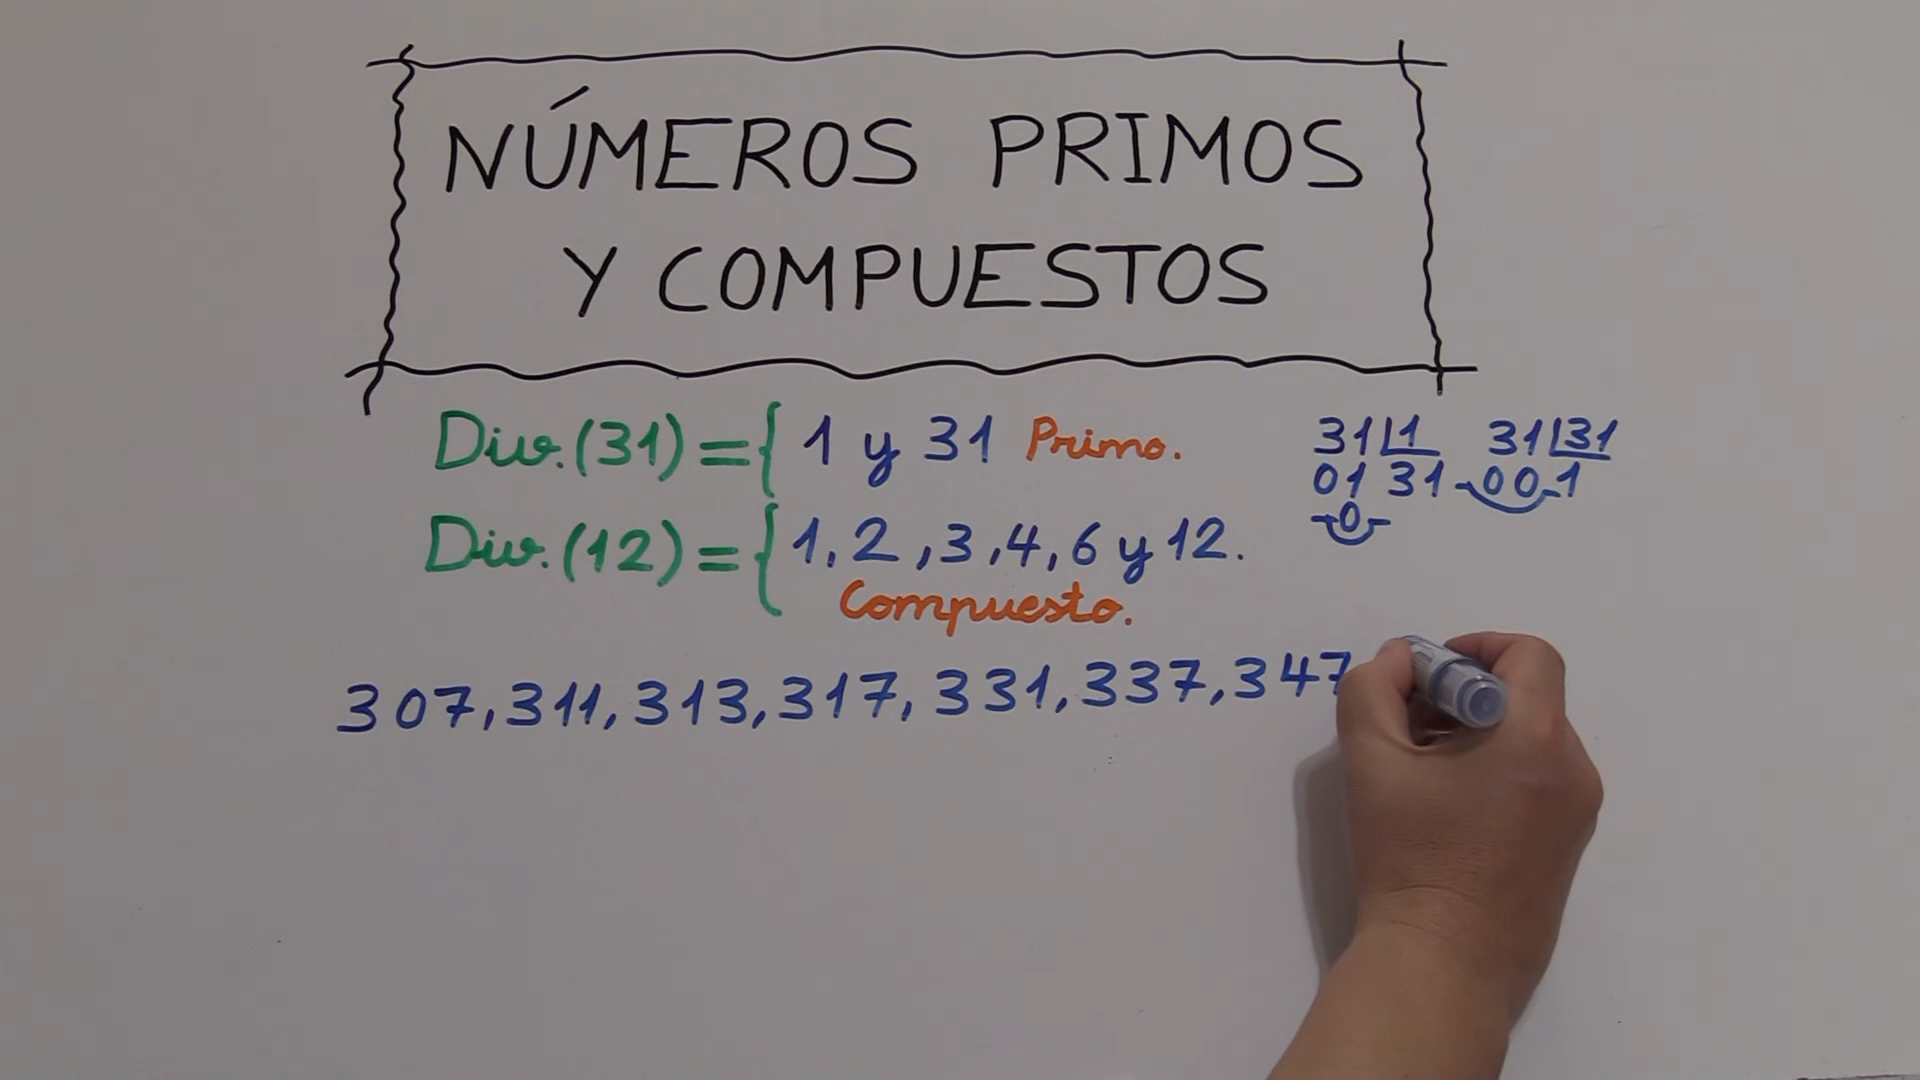 NÚMEROS PRIMOS
Y COMPUESTOS
Div.(31)={ 1 y 31 Primo.
31|1 31|31
01 31 -00-1
-0-
Div.(12)={ 1,2,3,4,6 y 12.
Compuesto.
307,311,313,317,331,337,347